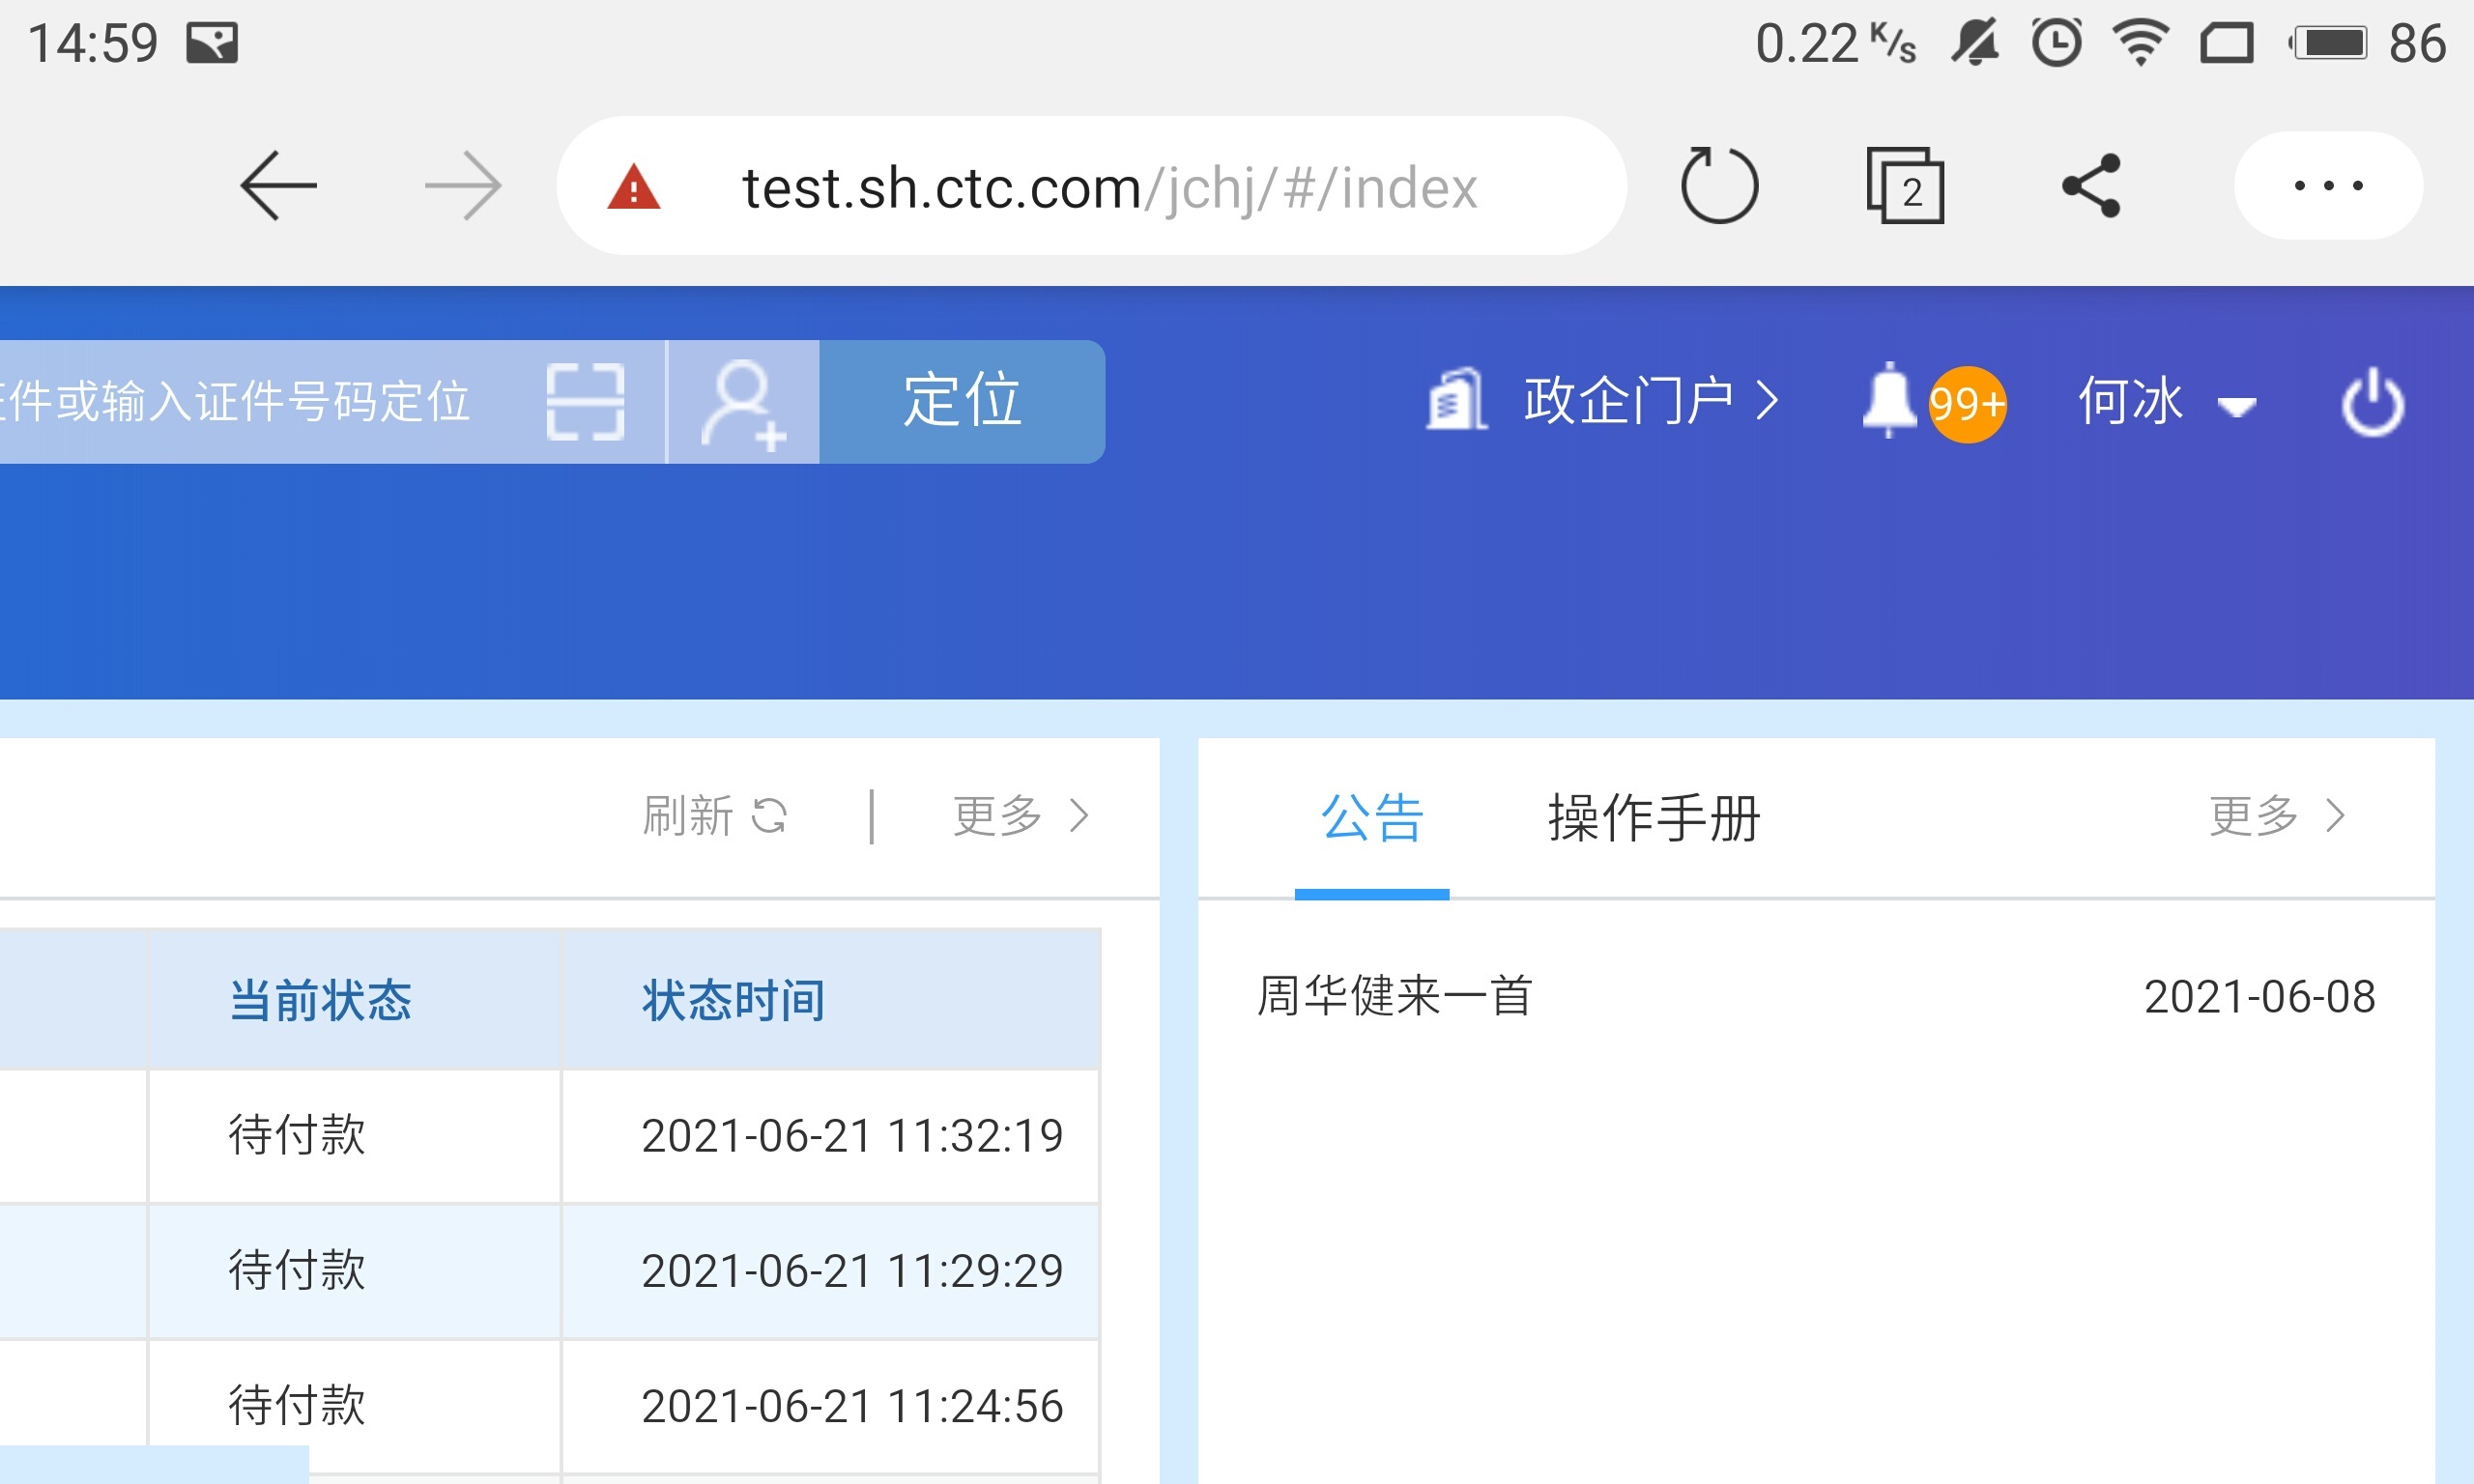 14:59 0.22 K/s 86
test.sh.ctc.com/jchj/#/index
2
件或输入证件号码定位 定位 政企门户 99+ 何冰
刷新 | 更多 公告 操作手册 更多
当前状态 状态时间
周华健来一首 2021-06-08
待付款 2021-06-21 11:32:19
待付款 2021-06-21 11:29:29
待付款 2021-06-21 11:24:56